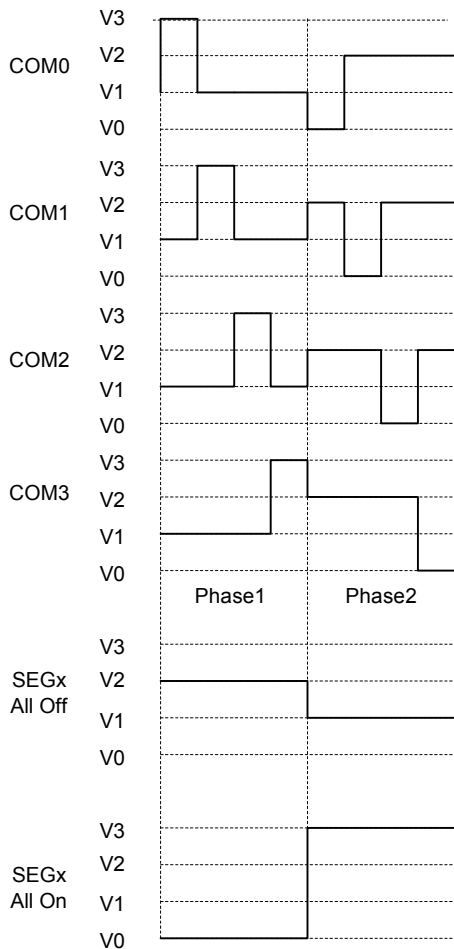 V3
COM0
V2
V1
V0
V3
COM1
V2
V1
V0
V3
COM2
V2
V1
V0
V3
COM3
V2
V1
V0
Phase1 Phase2
V3
SEGx
All Off
V2
V1
V0
V3
V2
SEGx
All On
V1
V0